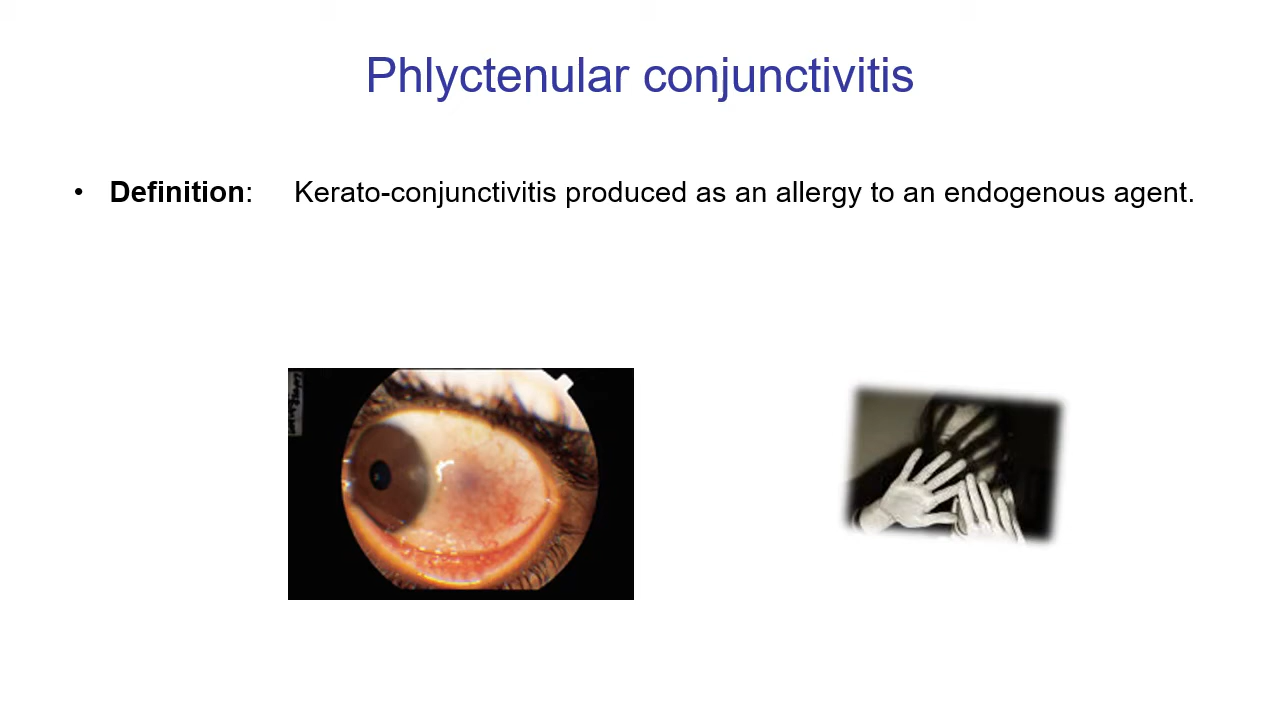 Phlyctenular conjunctivitis
• Definition: Kerato-conjunctivitis produced as an allergy to an endogenous agent.